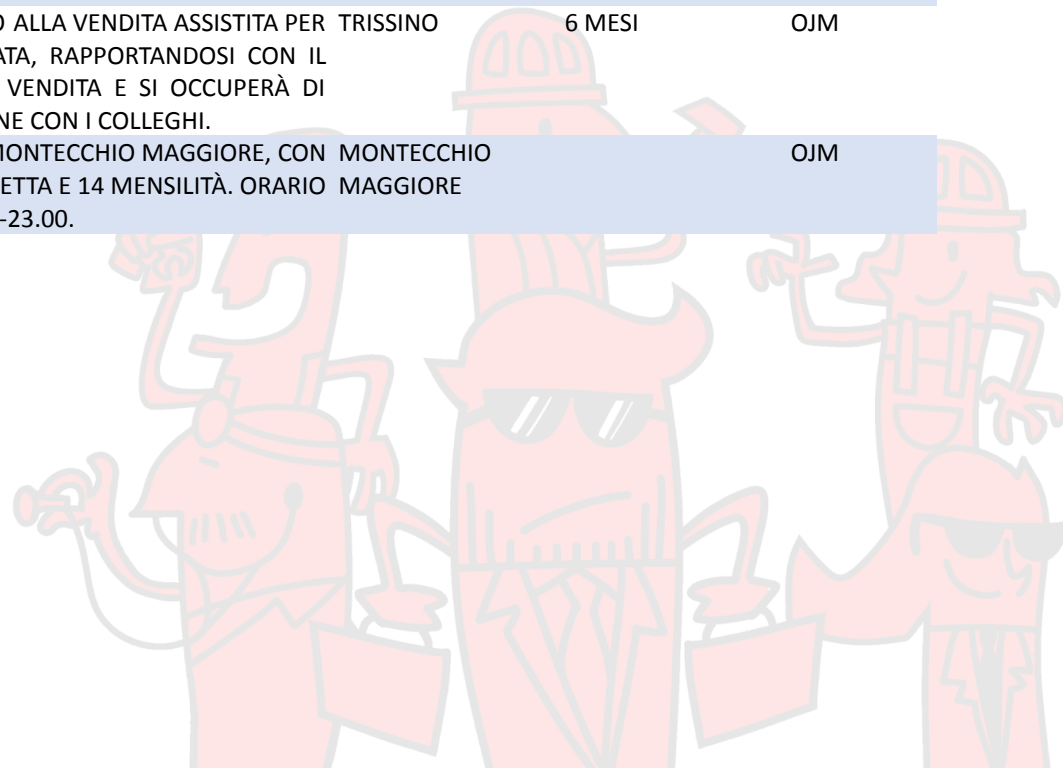 ALLA VENDITA ASSISTITA PER TRISSINO 6 MESI OJM
ATA, RAPPORTANDOSI CON IL
VENDITA E SI OCCUPERÀ DI
NE CON I COLLEGHI.
MONTECCHIO MAGGIORE, CON MONTECCHIO OJM
ETTA E 14 MENSILITÀ. ORARIO MAGGIORE
-23.00.